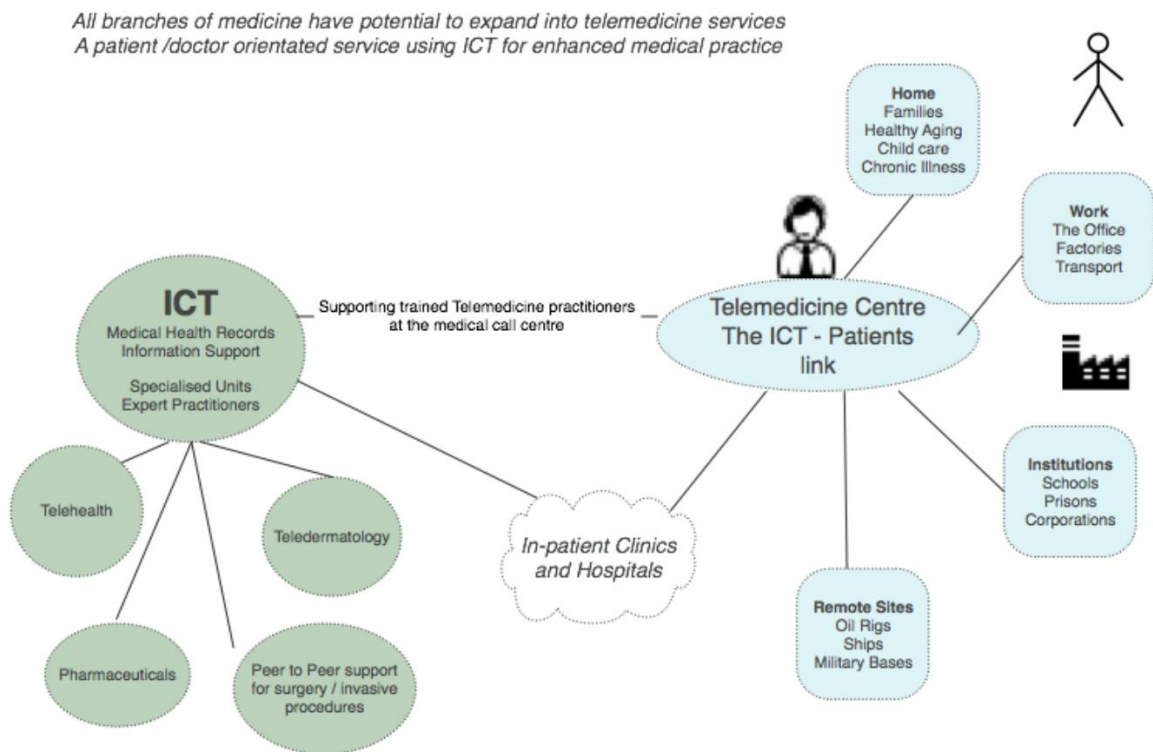 All branches of medicine have potential to expand into telemedicine services
A patient /doctor orientated service using ICT for enhanced medical practice
Home
Families
Healthy Aging
Child care
Chronic Illness
Work
The Office
Factories
Transport
ICT
Medical Health Records
Information Support
Specialised Units
Expert Practitioners
Supporting trained Telemedicine practitioners
at the medical call centre
Telemedicine Centre
The ICT - Patients
link
Institutions
Schools
Prisons
Corporations
Telehealth
Teledermatology
In-patient Clinics
and Hospitals
Remote Sites
Oil Rigs
Ships
Military Bases
Pharmaceuticals
Peer to Peer support
for surgery / invasive
procedures